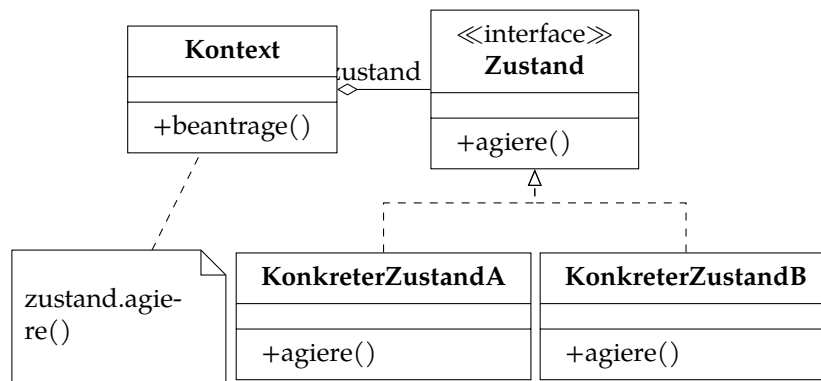 Kontext
+beantrage()
zustand
≪interface≫
Zustand
+agiere()
zustand.agie-
re()
KonkreterZustandA
+agiere()
KonkreterZustandB
+agiere()